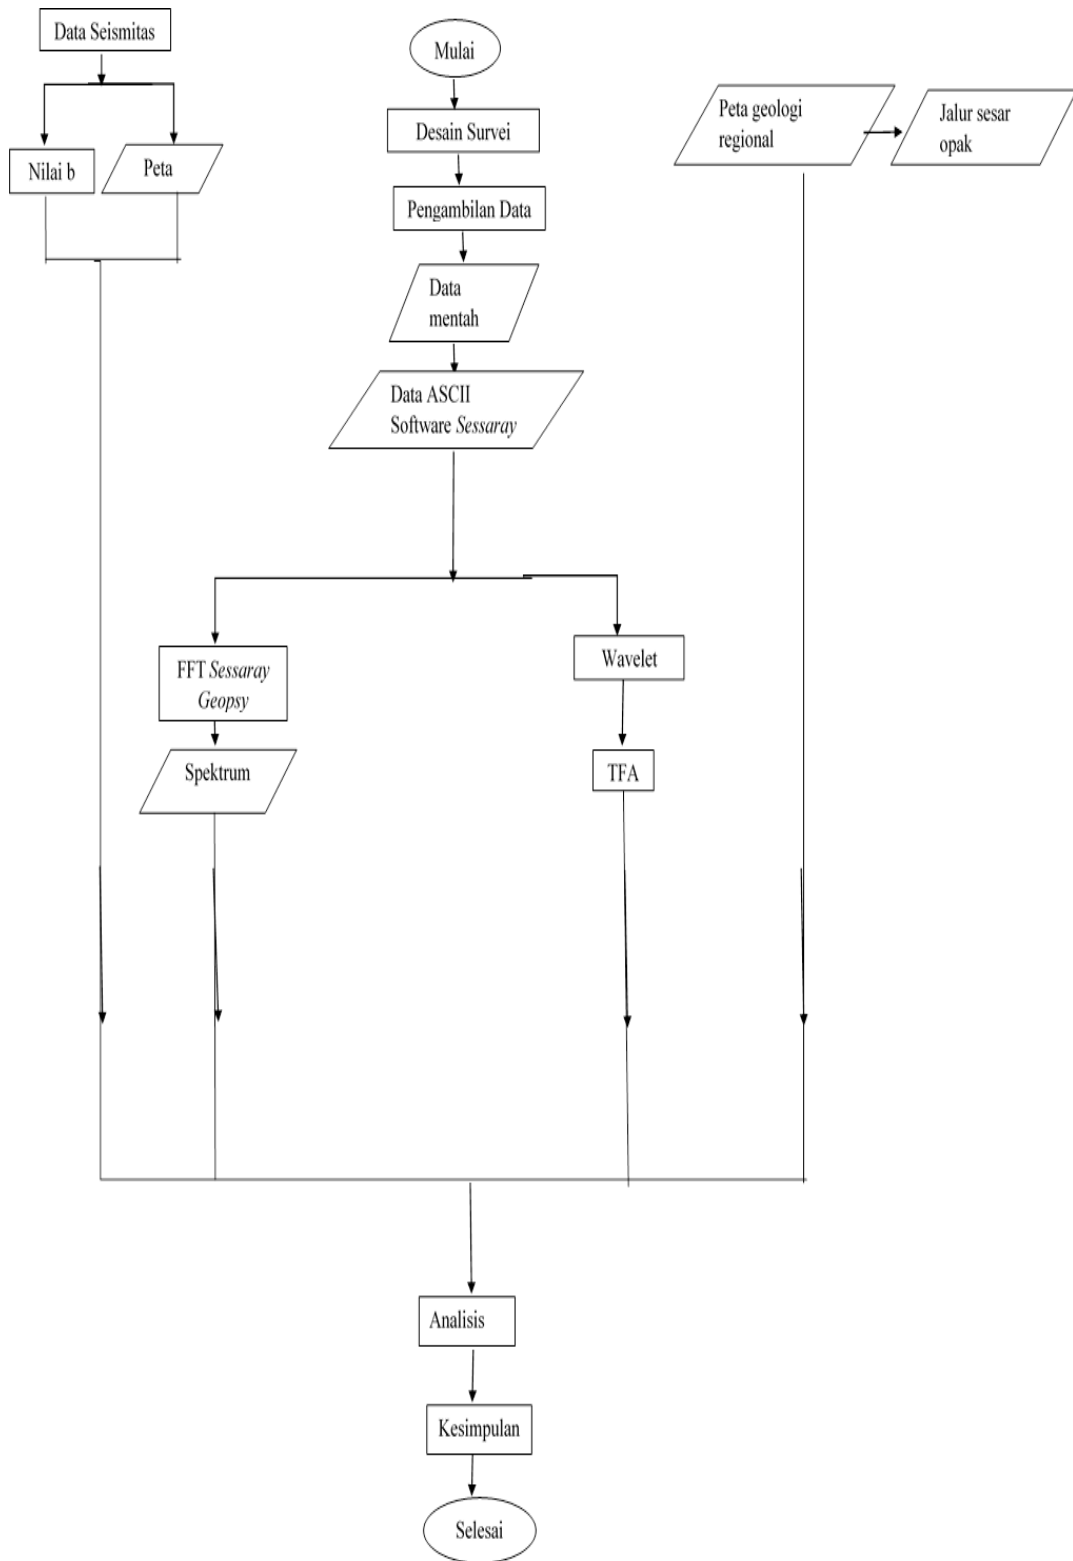 Data Seismitas
Nilai b
Peta
Mulai
Desain Survei
Pengambilan Data
Data
mentah
Data ASCII
Software Sessaray
FFT Sessaray
Geopsy
Spektrum
Wavelet
TFA
Peta geologi
regional
Jalur sesar
opak
Analisis
Kesimpulan
Selesai